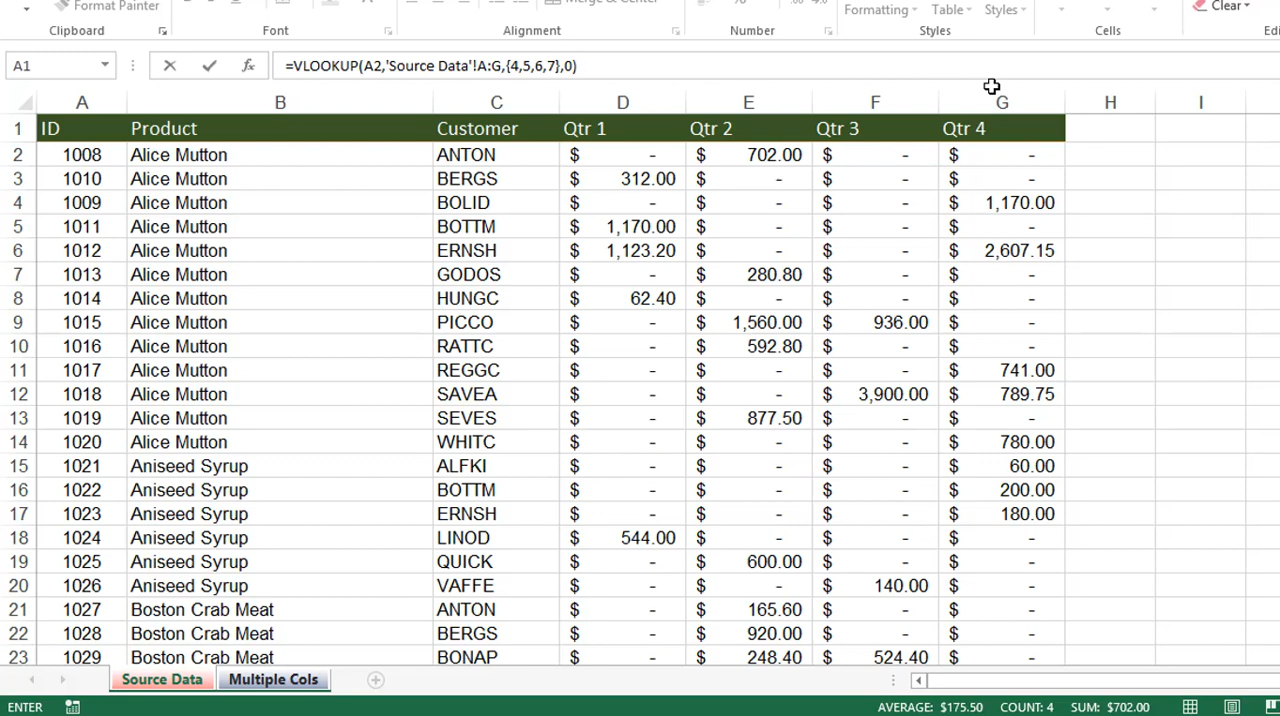 Format Painter
Merge & Center
Formatting Table Styles
Clear
Clipboard Font Alignment Number Styles Cells Edi
A1 fx =VLOOKUP(A2,'Source Data'!A:G,{4,5,6,7},0)
A B C D E F G H I
1 ID Product Customer Qtr 1 Qtr 2 Qtr 3 Qtr 4
2 1008 Alice Mutton ANTON $ - $ 702.00 $ - $ -
3 1010 Alice Mutton BERGS $ 312.00 $ - $ - $ -
4 1009 Alice Mutton BOLID $ - $ - $ - $ 1,170.00
5 1011 Alice Mutton BOTTM $ 1,170.00 $ - $ - $ -
6 1012 Alice Mutton ERNSH $ 1,123.20 $ - $ - $ 2,607.15
7 1013 Alice Mutton GODOS $ - $ 280.80 $ - $ -
8 1014 Alice Mutton HUNGC $ 62.40 $ - $ - $ -
9 1015 Alice Mutton PICCO $ - $ 1,560.00 $ 936.00 $ -
10 1016 Alice Mutton RATTC $ - $ 592.80 $ - $ -
11 1017 Alice Mutton REGGC $ - $ - $ - $ 741.00
12 1018 Alice Mutton SAVEA $ - $ - $ 3,900.00 $ 789.75
13 1019 Alice Mutton SEVES $ - $ 877.50 $ - $ -
14 1020 Alice Mutton WHITC $ - $ - $ - $ 780.00
15 1021 Aniseed Syrup ALFKI $ - $ - $ - $ 60.00
16 1022 Aniseed Syrup BOTTM $ - $ - $ - $ 200.00
17 1023 Aniseed Syrup ERNSH $ - $ - $ - $ 180.00
18 1024 Aniseed Syrup LINOD $ 544.00 $ - $ - $ -
19 1025 Aniseed Syrup QUICK $ - $ 600.00 $ - $ -
20 1026 Aniseed Syrup VAFFE $ - $ - $ 140.00 $ -
21 1027 Boston Crab Meat ANTON $ - $ 165.60 $ - $ -
22 1028 Boston Crab Meat BERGS $ - $ 920.00 $ - $ -
23 1029 Boston Crab Meat BONAP $ - $ 248.40 $ 524.40 $ -
Source Data Multiple Cols
ENTER AVERAGE: $175.50 COUNT: 4 SUM: $702.00